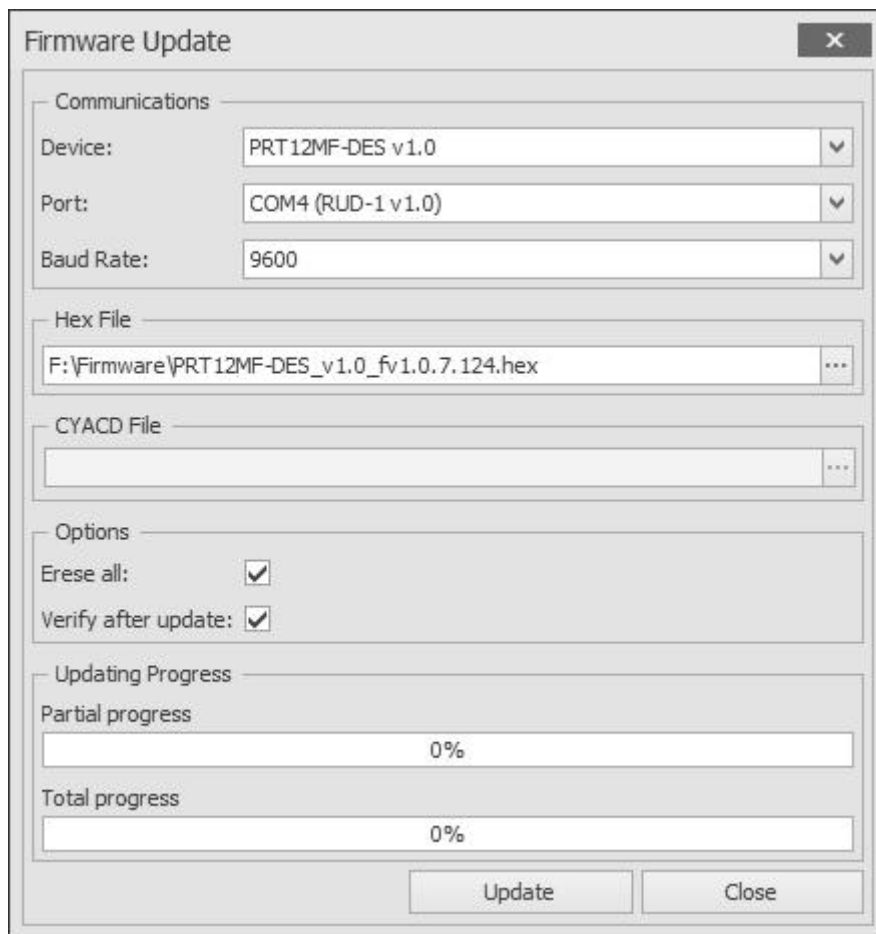 Firmware Update
Communications
Device: PRT12MF-DES v1.0
Port: COM4 (RUD-1 v1.0)
Baud Rate: 9600
Hex File
F:\Firmware\PRT12MF-DES_v1.0_fv1.0.7.124.hex
...
CYACD File
...
Options
Erese all:
Verify after update:
Updating Progress
Partial progress
0%
Total progress
0%
Update Close